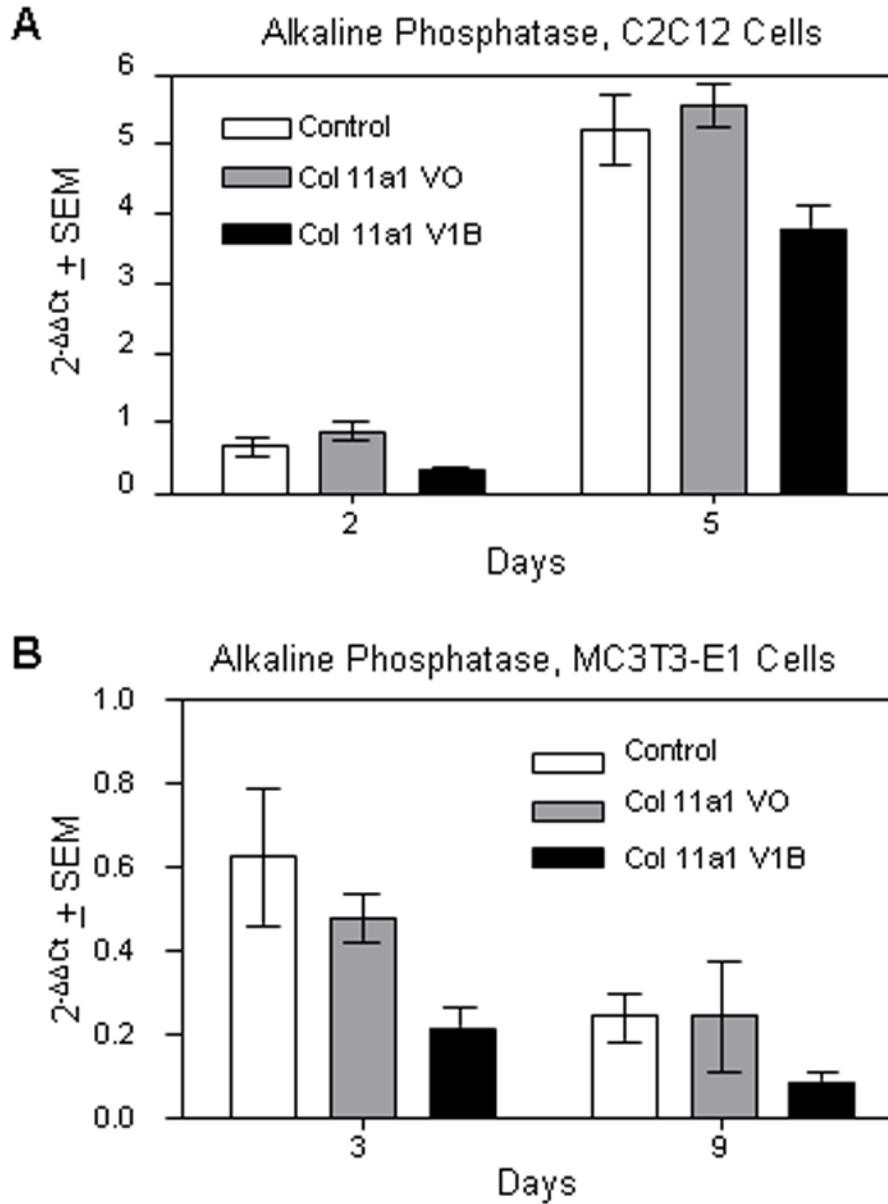 A
Alkaline Phosphatase, C2C12 Cells
2-ΔΔCt ± SEM
6
5
4
3
2
1
0
Control
Col 11a1 VO
Col 11a1 V1B
2 5
Days
B
Alkaline Phosphatase, MC3T3-E1 Cells
2-ΔΔCt ± SEM
1.0
0.8
0.6
0.4
0.2
0.0
Control
Col 11a1 VO
Col 11a1 V1B
3 9
Days